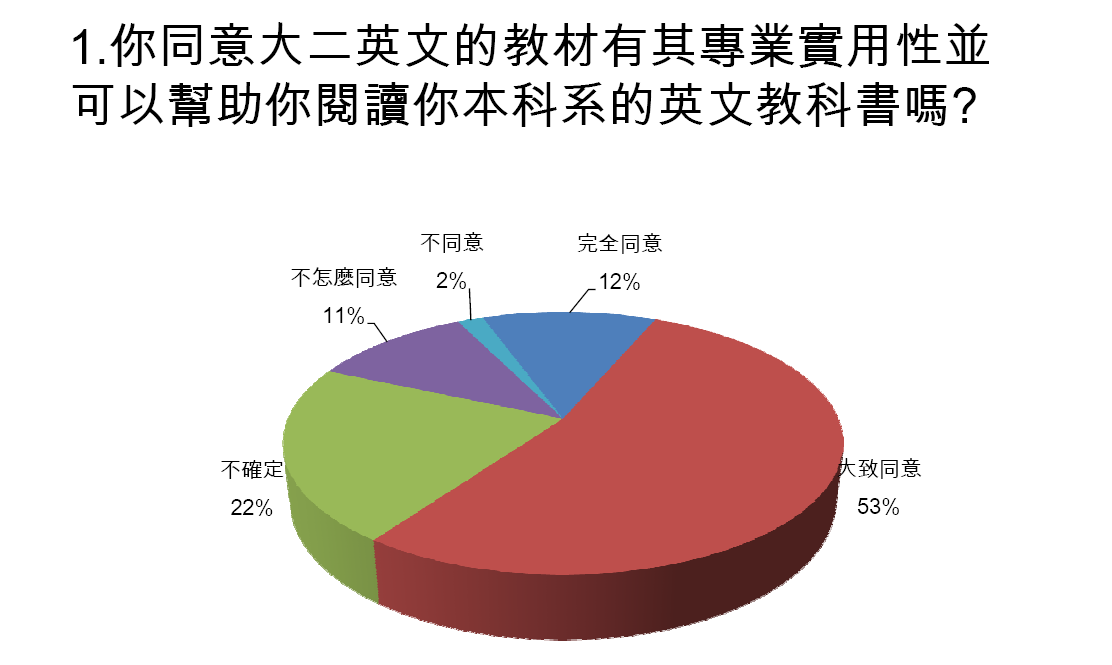 1.你同意大二英文的教材有其專業實用性並
可以幫助你閱讀你本科系的英文教科書嗎?
不同意
2%
完全同意
12%
不怎麼同意
11%
不確定
22%
大致同意
53%